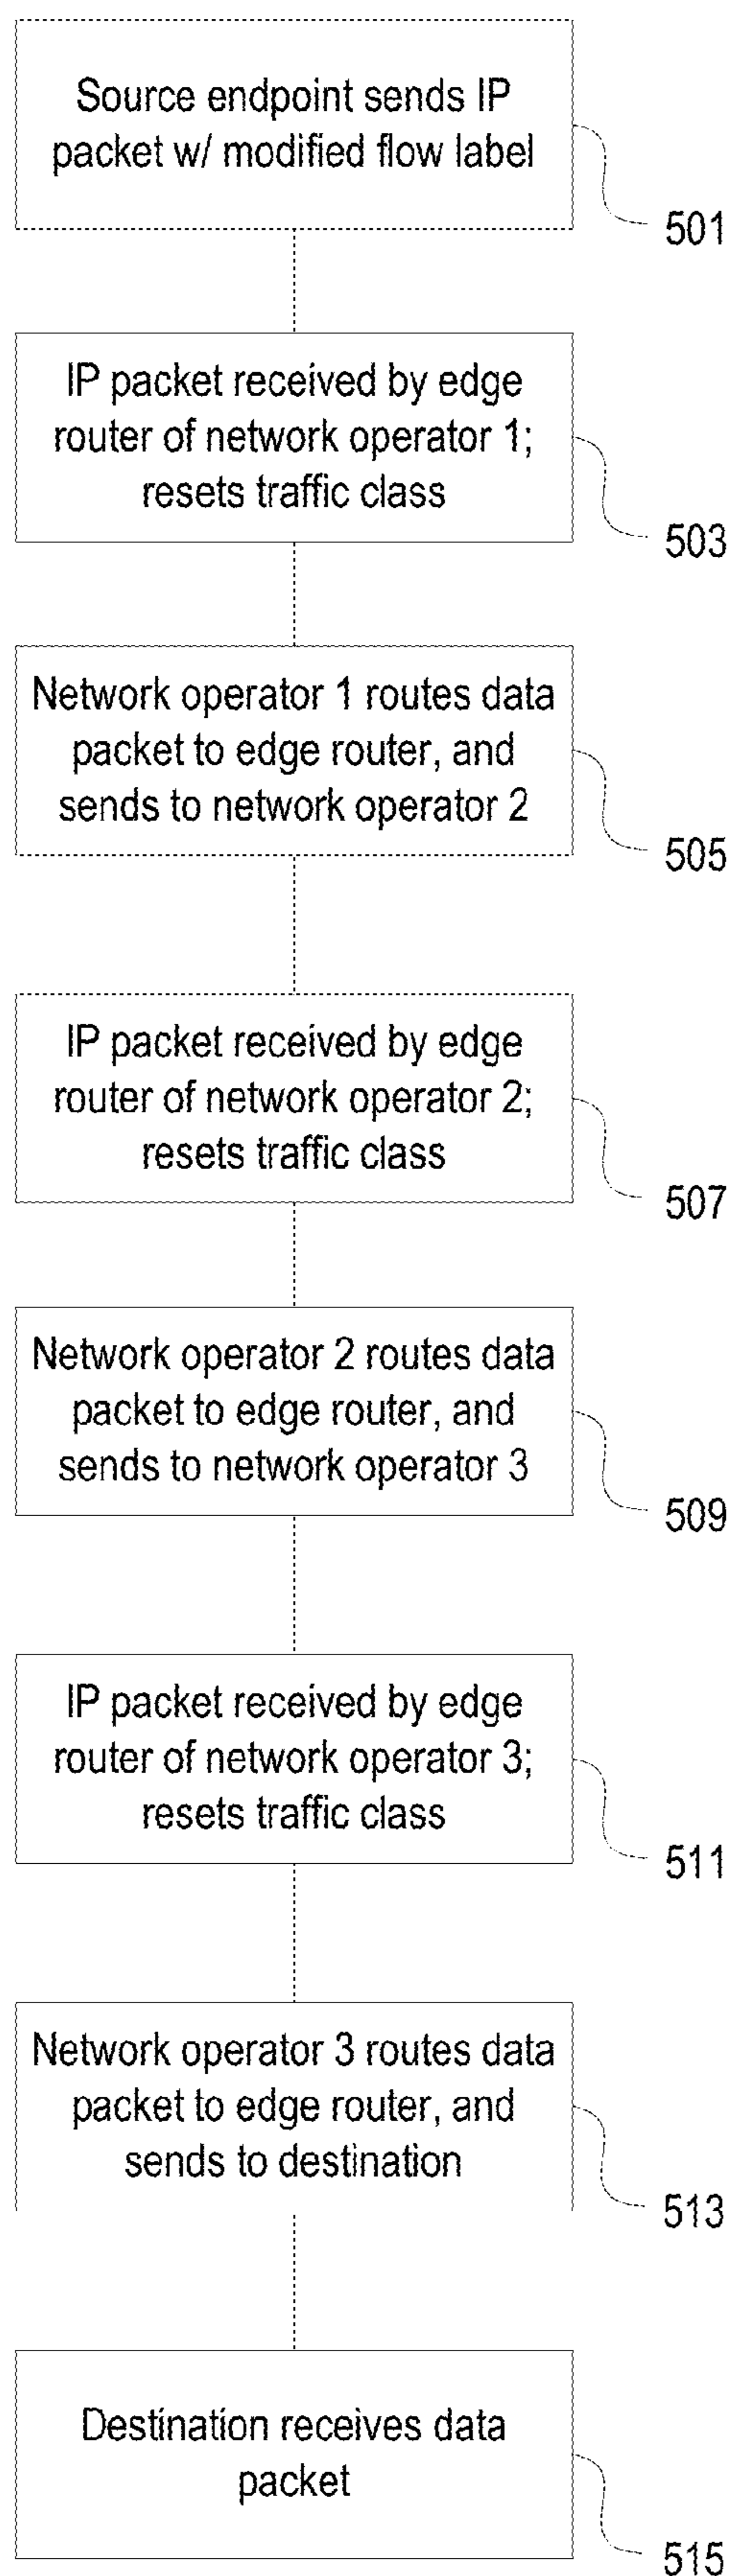 Source endpoint sends IP
packet w/ modified flow label
501
IP packet received by edge
router of network operator 1;
resets traffic class
503
Network operator 1 routes data
packet to edge router, and
sends to network operator 2
505
IP packet received by edge
router of network operator 2;
resets traffic class
507
Network operator 2 routes data
packet to edge router, and
sends to network operator 3
509
IP packet received by edge
router of network operator 3;
resets traffic class
511
Network operator 3 routes data
packet to edge router, and
sends to destination
513
Destination receives data
packet
515